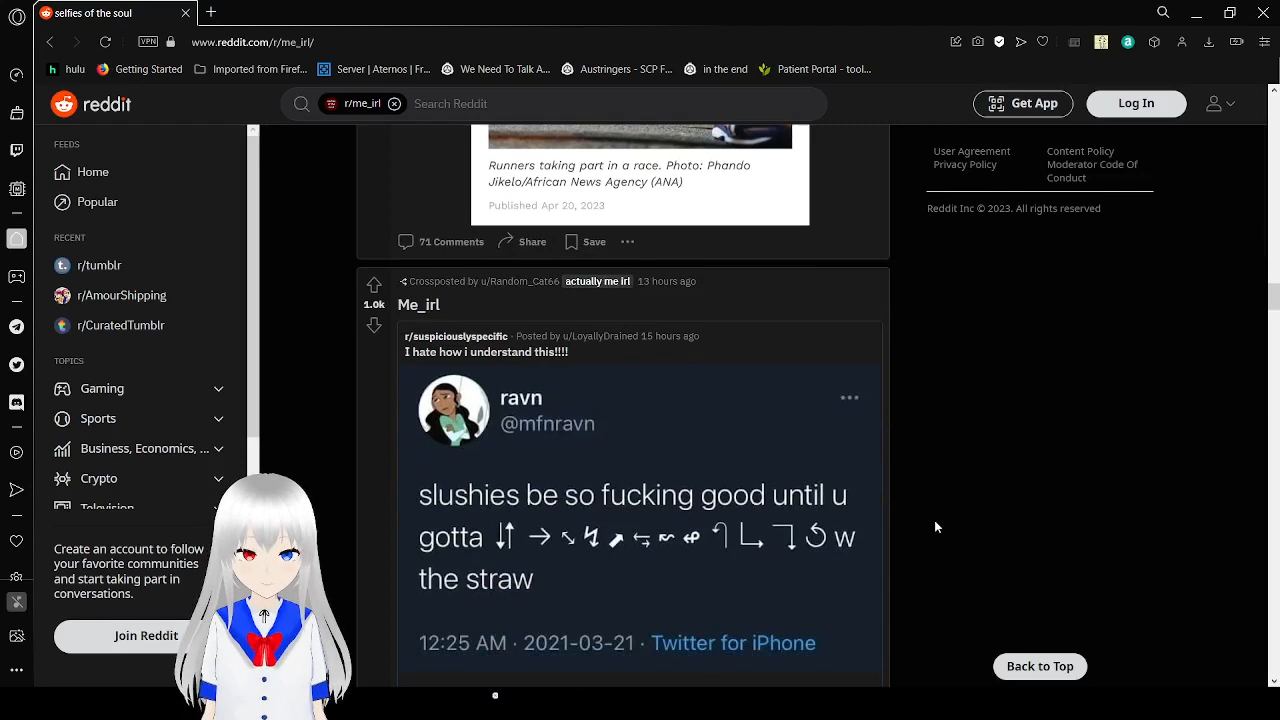 selfies of the soul
VPN
www.reddit.com/r/me_irl/
h hulu
Getting Started
Imported from Firef...
Server | Aternos | Fr...
We Need To Talk A...
Austringers - SCP F...
in the end
Patient Portal - tool...
reddit
r/me_irl
Search Reddit
Get App
Log In
FEEDS
Home
Popular
RECENT
r/tumblr
r/AmourShipping
r/CuratedTumblr
TOPICS
Gaming
Sports
Business, Economics, ...
Crypto
Television
Create an account to follow
your favorite communities
and start taking part in
conversations.
Join Reddit
Runners taking part in a race. Photo: Phando
Jikelo/African News Agency (ANA)
Published Apr 20, 2023
71 Comments
Share
Save
Crossposted by u/Random_Cat66 actually me irl 13 hours ago
1.0k
Me_irl
r/suspiciouslyspecific · Posted by u/LoyallyDrained 15 hours ago
I hate how i understand this!!!!
ravn
@mfnravn
slushies be so fucking good until u
gotta ⇵ → ⤡ ↯ ⬈ ⇆ ↜ ↫ ↰ ↳ ↴ ↺ w
the straw
12:25 AM · 2021-03-21 · Twitter for iPhone
User Agreement
Privacy Policy
Content Policy
Moderator Code Of
Conduct
Reddit Inc © 2023. All rights reserved
Back to Top